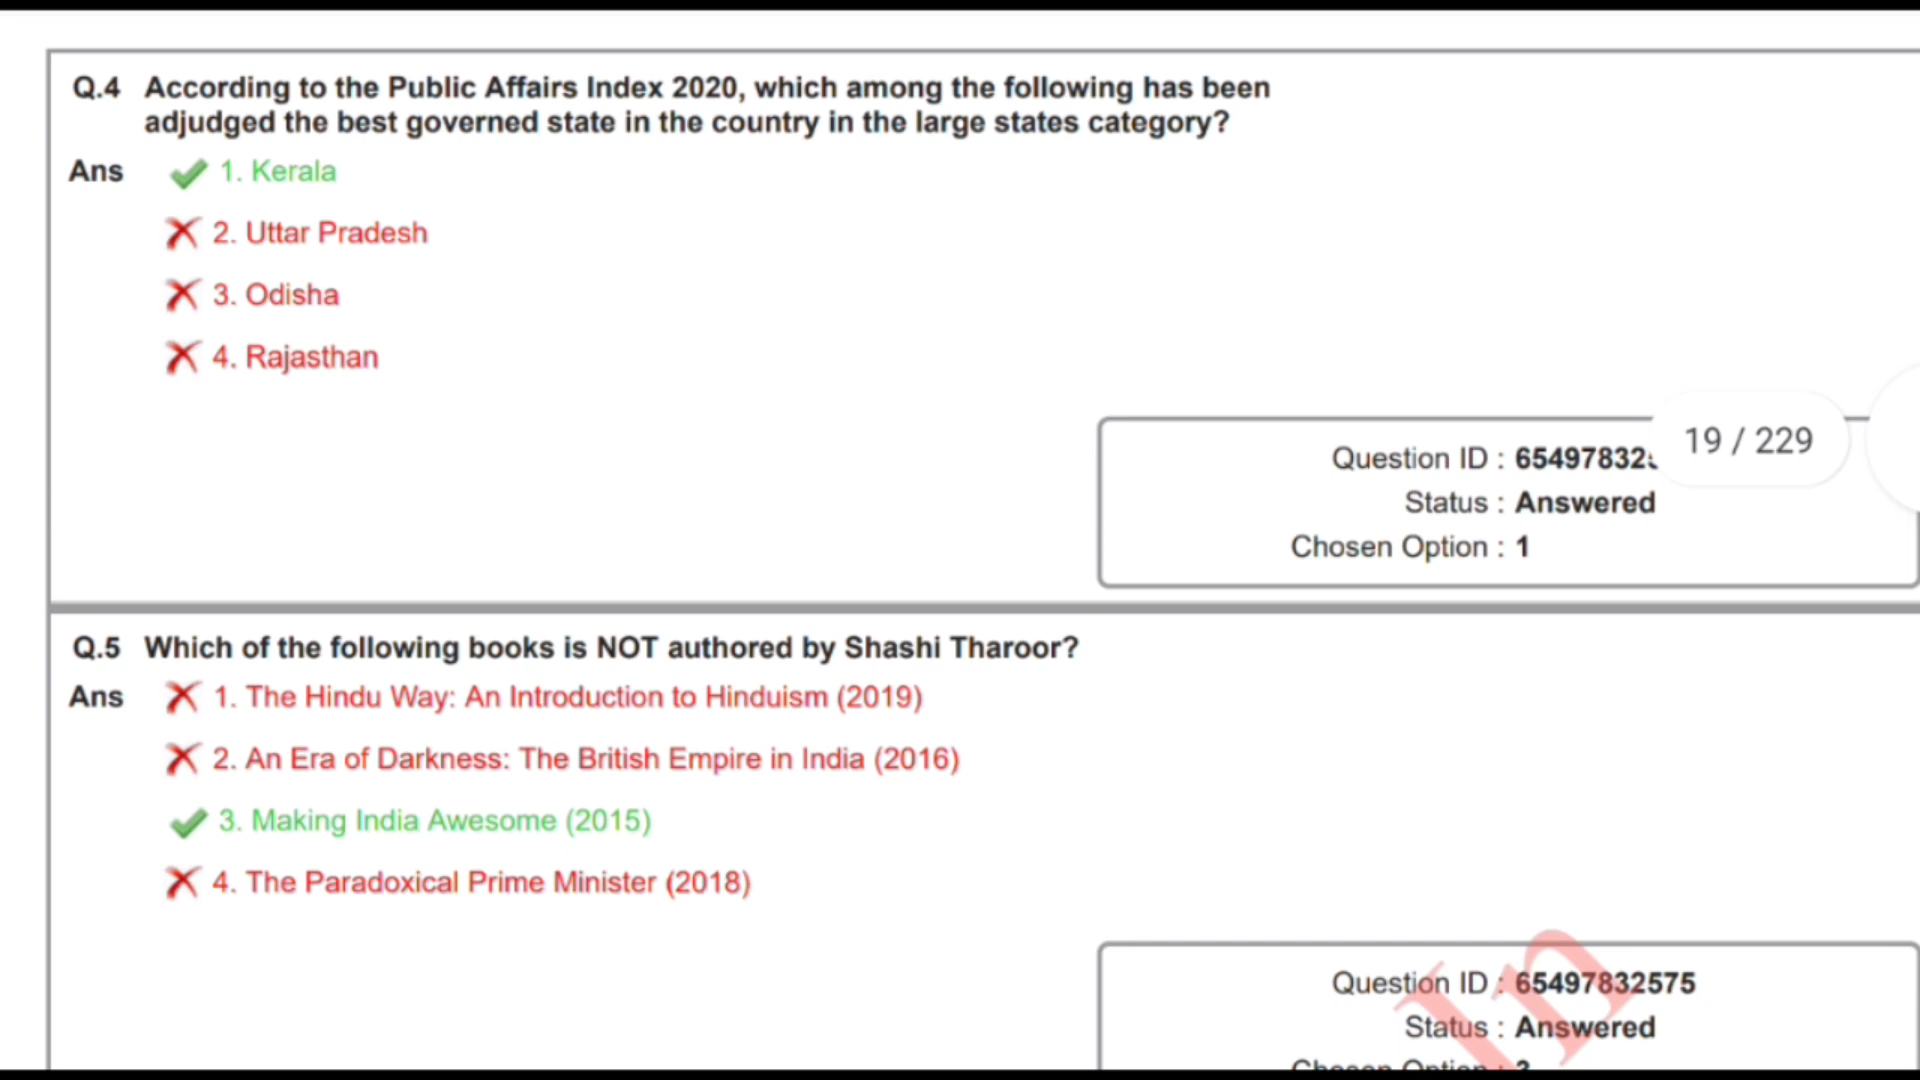 Q.4 According to the Public Affairs Index 2020, which among the following has been
adjudged the best governed state in the country in the large states category?
Ans 1. Kerala
2. Uttar Pradesh
3. Odisha
4. Rajasthan
19 / 229
Question ID : 65497832
Status : Answered
Chosen Option : 1
Q.5 Which of the following books is NOT authored by Shashi Tharoor?
Ans 1. The Hindu Way: An Introduction to Hinduism (2019)
2. An Era of Darkness: The British Empire in India (2016)
3. Making India Awesome (2015)
4. The Paradoxical Prime Minister (2018)
Question ID : 65497832575
Status : Answered
Chosen Option :
In